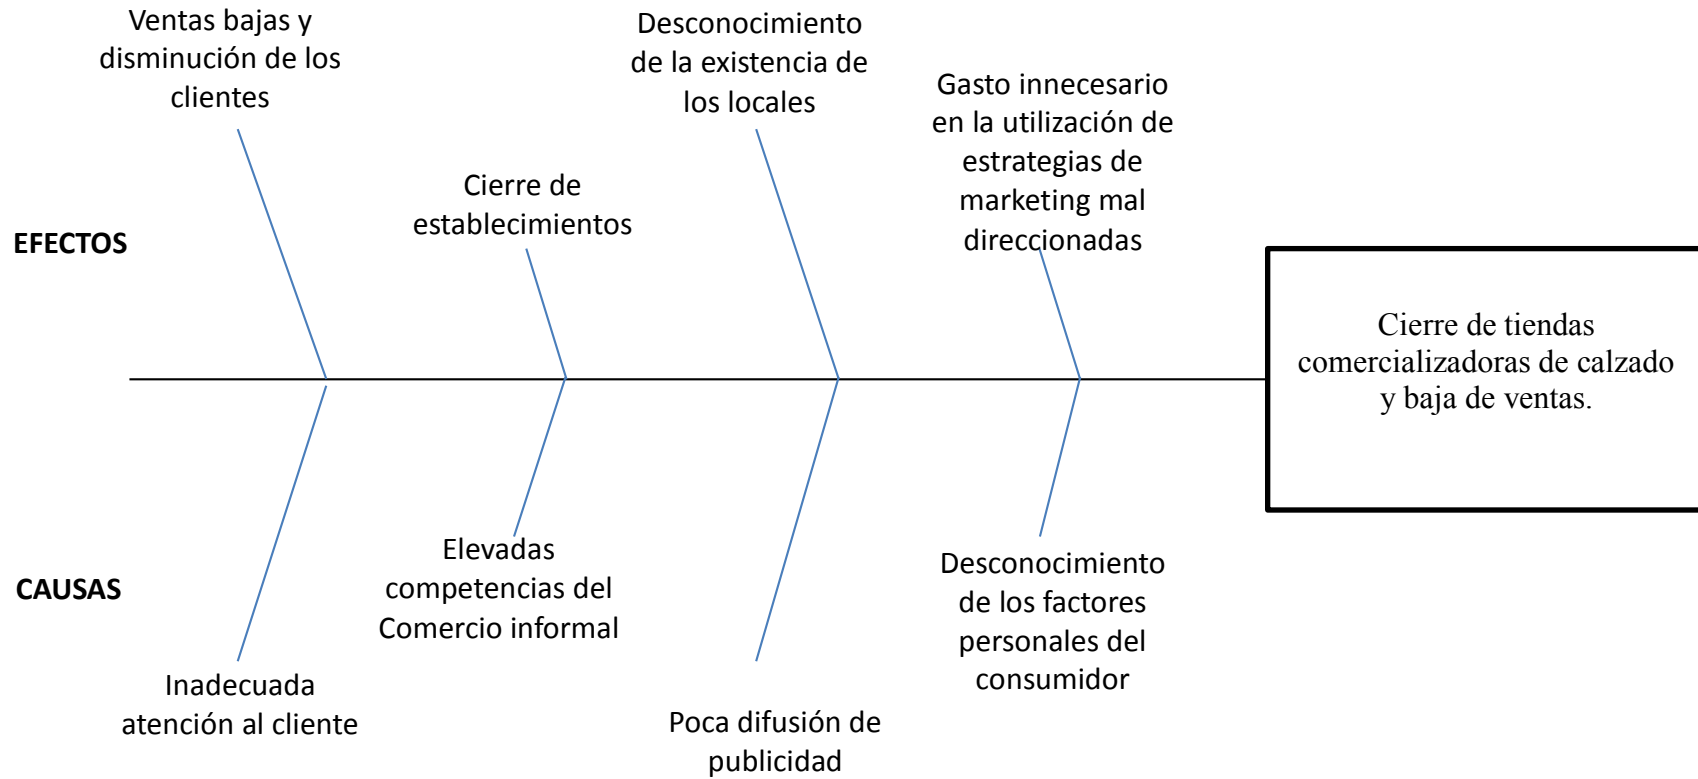 Ventas bajas y
disminución de los
clientes
Desconocimiento
de la existencia de
los locales
Gasto innecesario
en la utilización de
estrategias de
marketing mal
direccionadas
Cierre de
establecimientos
EFECTOS
Cierre de tiendas
comercializadoras de calzado
y baja de ventas.
CAUSAS
Elevadas
competencias del
Comercio informal
Desconocimiento
de los factores
personales del
consumidor
Inadecuada
atención al cliente
Poca difusión de
publicidad